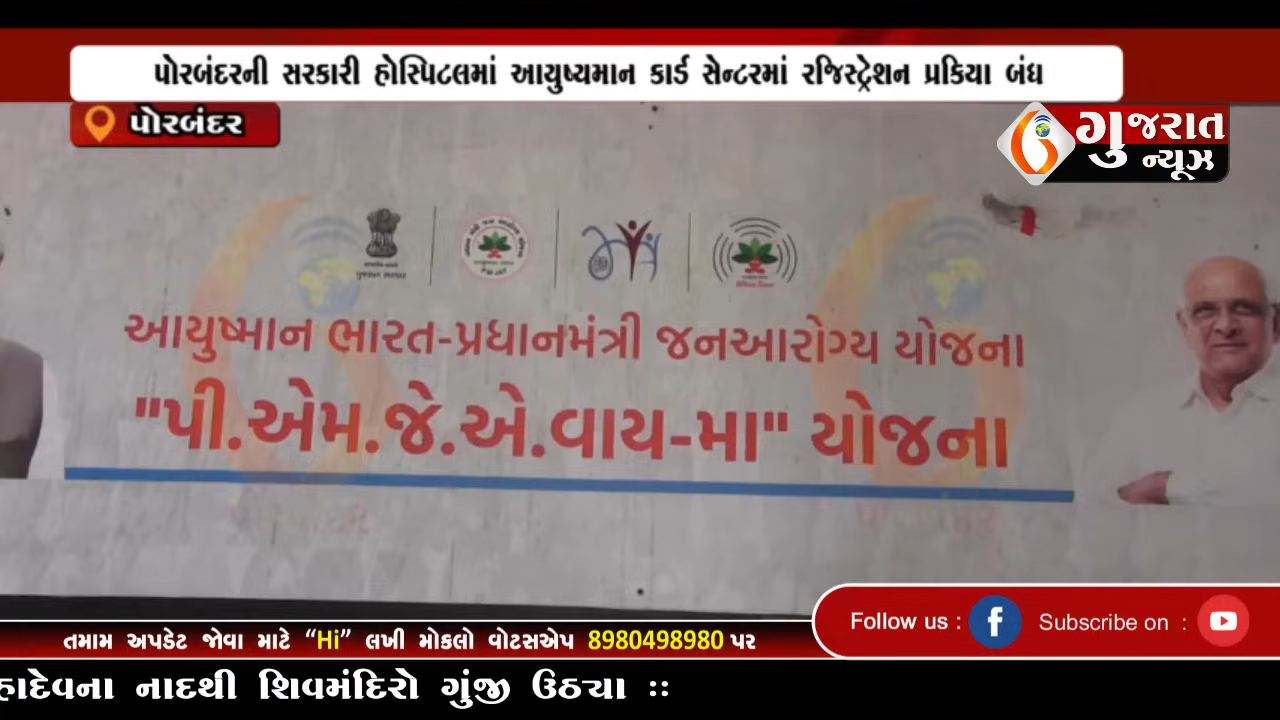 પોરબંદરની સરકારી હોસ્પિટલમાં આયુષ્યમાન કાર્ડ સેન્ટરમાં રજિસ્ટ્રેશન પ્રકિયા બંધ
પોરબંદર
ગુજરાત
ન્યૂઝ
આયુષ્માન ભારત-પ્રધાનમંત્રી જનઆરોગ્ય યોજના
"પી.એમ.જે.એ.વાય-મા" યોજના
Follow us :
Subscribe on :
તમામ અપડેટ જોવા માટે “Hi” લખી મોકલો વોટસએપ 8980498980 પર
હાદેવના નાદથી શિવમંદિરો ગુંજી ઉઠ્યા ::